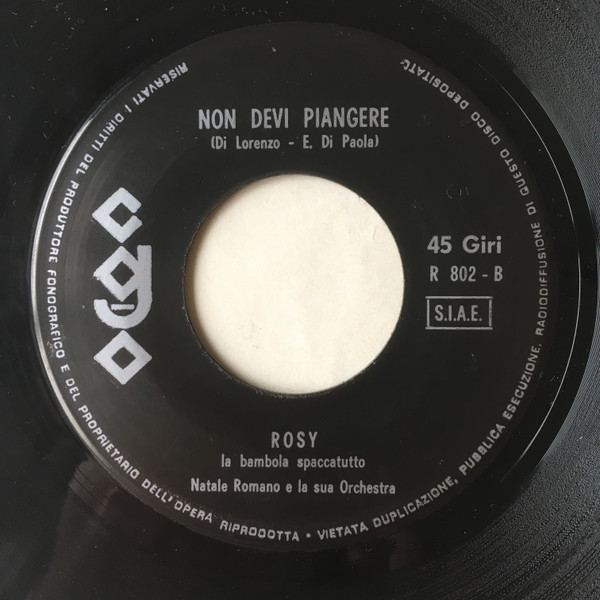 NON DEVI PIANGERE
(Di Lorenzo - E. Di Paola)
45 Giri
R 802 - B
S.I.A.E.
ROSY
la bambola spaccatutto
Natale Romano e la sua Orchestra
RISERVATI I DIRITTI DEL PRODUTTORE FONOGRAFICO E DEL PROPRIETARIO DELL'OPERA RIPRODOTTA • VIETATA DUPLICAZIONE, PUBBLICA ESECUZIONE, RADIODIFFUSIONE DI QUESTO DISCO DEPOSITATO